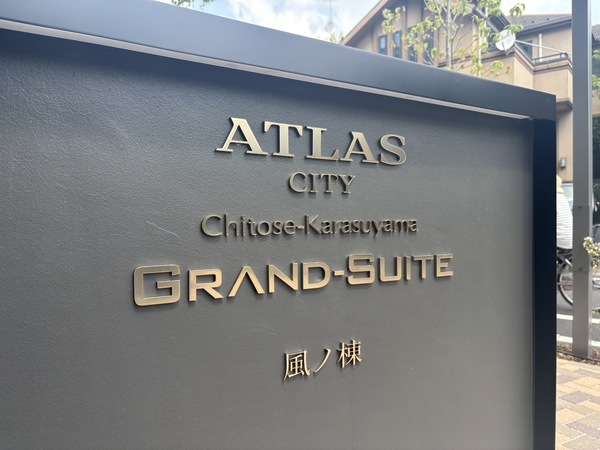 ATLAS
CITY
Chitose-Karasuyama
GRAND-SUITE
風ノ棟